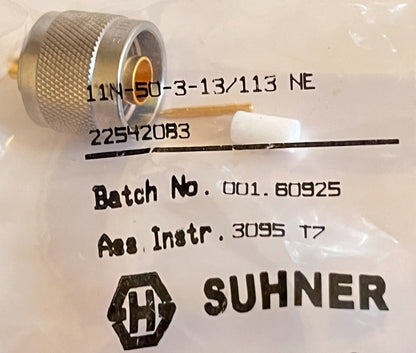 11N-50-3-13/113 NE
22542083
Batch No. 001.60925
Ass. Instr. 3095 T7
H SUHNER